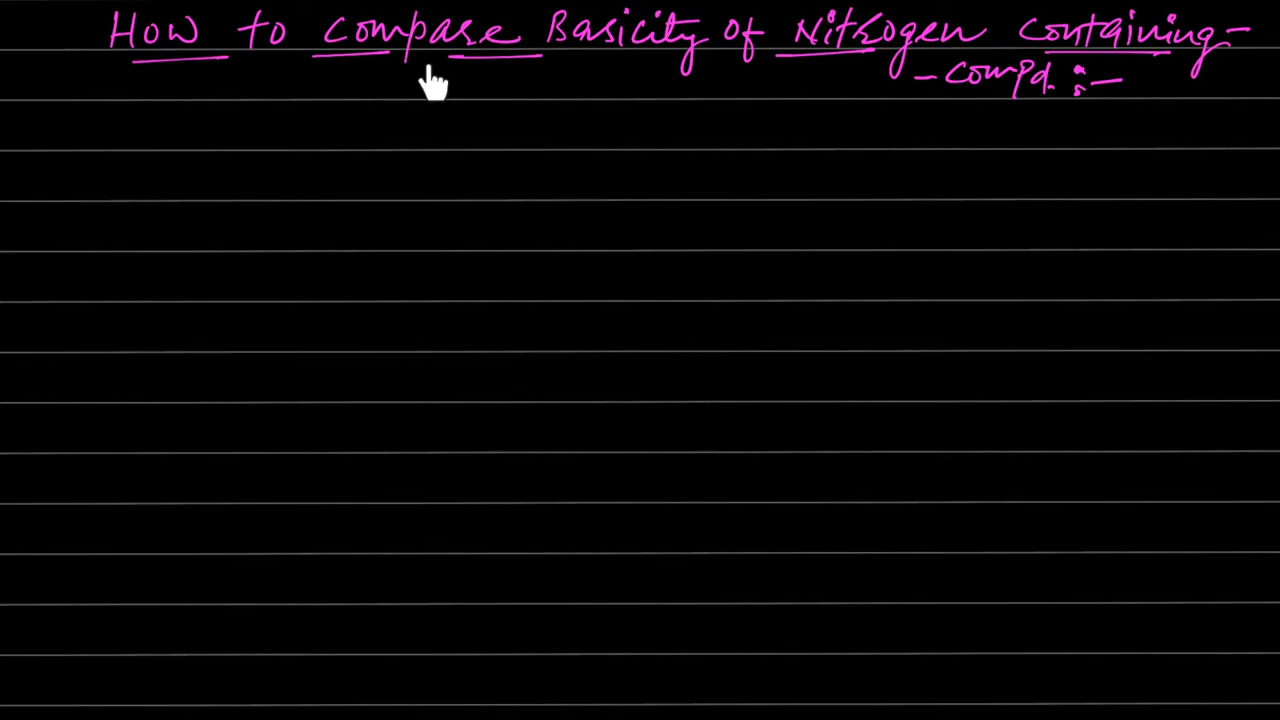 How to compare Basicity of Nitrogen containing-
- compd. :-